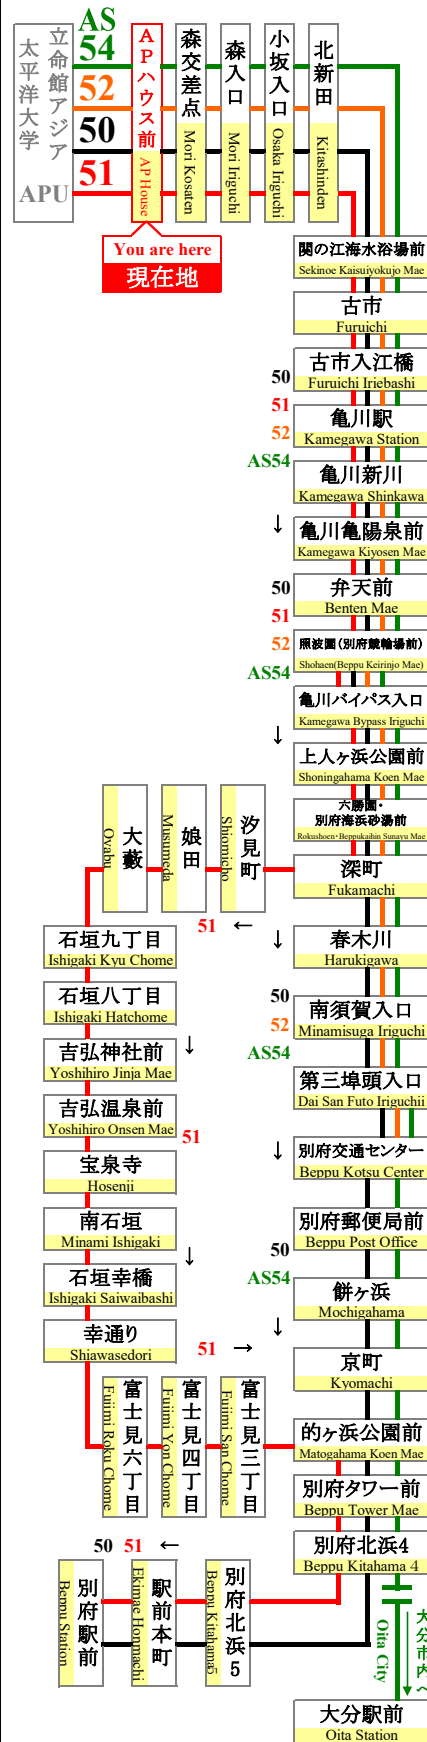 AS
54
52
50
51
立命館アジア
太平洋大学
APU
APハウス前
AP House
森交差点
Mori Kosaten
森入口
Mori Iriguchi
小坂入口
Osaka Iriguchi
北新田
Kitashinden
You are here
現在地
関の江海水浴場前
Sekinoe Kaisuiyokujo Mae
古市
Furuichi
古市入江橋
Furuichi Iriebashi
50
51
52
AS54
↓
亀川駅
Kamegawa Station
亀川新川
Kamegawa Shinkawa
亀川亀陽泉前
Kamegawa Kiyosen Mae
弁天前
Benten Mae
50
51
52
AS54
↓
照波園(別府競輪場前)
Shohaen(Beppu Keirinjo Mae)
亀川バイパス入口
Kamegawa Bypass Iriguchi
上人ヶ浜公園前
Shoningahama Koen Mae
六勝園・
別府海浜砂湯前
Rokushoen・Beppukaihin Sunayu Mae
深町
Fukamachi
汐見町
Shiomicho
娘田
Musumeda
大藪
Oyabu
51 ←
石垣九丁目
Ishigaki Kyu Chome
石垣八丁目
Ishigaki Hatchome
吉弘神社前
Yoshihiro Jinja Mae
↓
吉弘温泉前
Yoshihiro Onsen Mae
51
宝泉寺
Hosenji
南石垣
Minami Ishigaki
↓
石垣幸橋
Ishigaki Saiwaibashi
幸通り
Shiawasedori
51 →
富士見六丁目
Fujimi Roku Chome
富士見四丁目
Fujimi Yon Chome
富士見三丁目
Fujimi San Chome
↓
春木川
Harukigawa
50
52
AS54
南須賀入口
Minamisuga Iriguchi
第三埠頭入口
Dai San Futo Iriguchii
↓
別府交通センター
Beppu Kotsu Center
別府郵便局前
Beppu Post Office
50
AS54
↓
餅ヶ浜
Mochigahama
京町
Kyomachi
的ヶ浜公園前
Matogahama Koen Mae
別府タワー前
Beppu Tower Mae
別府北浜4
Beppu Kitahama 4
50 51 ←
別府北浜5
Beppu Kitahama5
駅前本町
Ekimae Honmachi
別府駅前
Beppu Station
大分市内へ
Oita City
大分駅前
Oita Station